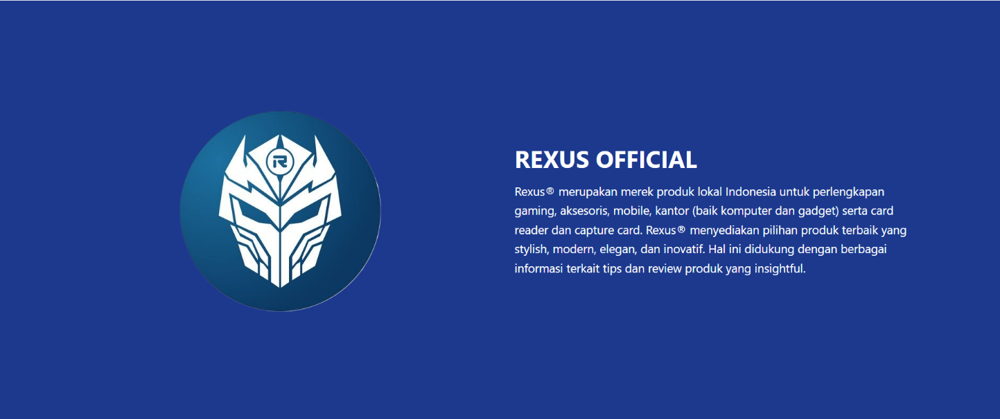 R
REXUS OFFICIAL
Rexus® merupakan merek produk lokal Indonesia untuk perlengkapan
gaming, aksesoris, mobile, kantor (baik komputer dan gadget) serta card
reader dan capture card. Rexus® menyediakan pilihan produk terbaik yang
stylish, modern, elegan, dan inovatif. Hal ini didukung dengan berbagai
informasi terkait tips dan review produk yang insightful.